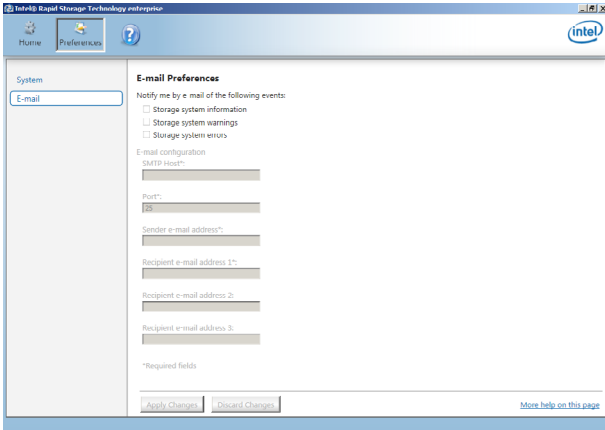 Intel® Rapid Storage Technology enterprise
Home
Preferences
?
intel
System
E-mail
E-mail Preferences
Notify me by e-mail of the following events:
Storage system information
Storage system warnings
Storage system errors
E-mail configuration
SMTP Host*:
Port*:
25
Sender e-mail address*:
Recipient e-mail address 1*:
Recipient e-mail address 2:
Recipient e-mail address 3:
*Required fields
Apply Changes
Discard Changes
More help on this page